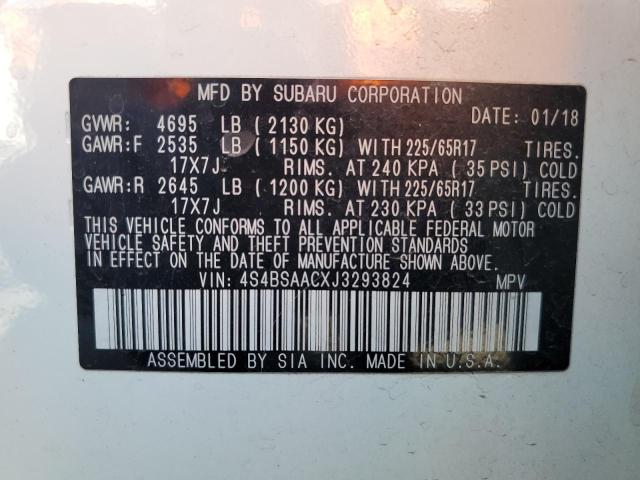 MFD BY SUBARU CORPORATION
DATE: 01/18
GVWR: 4695 LB ( 2130 KG)
GAWR:F 2535 LB ( 1150 KG) WITH 225/65R17 TIRES.
17X7J RIMS. AT 240 KPA ( 35 PSI) COLD
GAWR:R 2645 LB ( 1200 KG) WITH 225/65R17 TIRES.
17X7J RIMS. AT 230 KPA ( 33 PSI) COLD
THIS VEHICLE CONFORMS TO ALL APPLICABLE FEDERAL MOTOR
VEHICLE SAFETY AND THEFT PREVENTION STANDARDS
IN EFFECT ON THE DATE OF MANUFACTURE SHOWN ABOVE.
VIN: 4S4BSAACXJ3293824 MPV
ASSEMBLED BY SIA INC. MADE IN U.S.A.